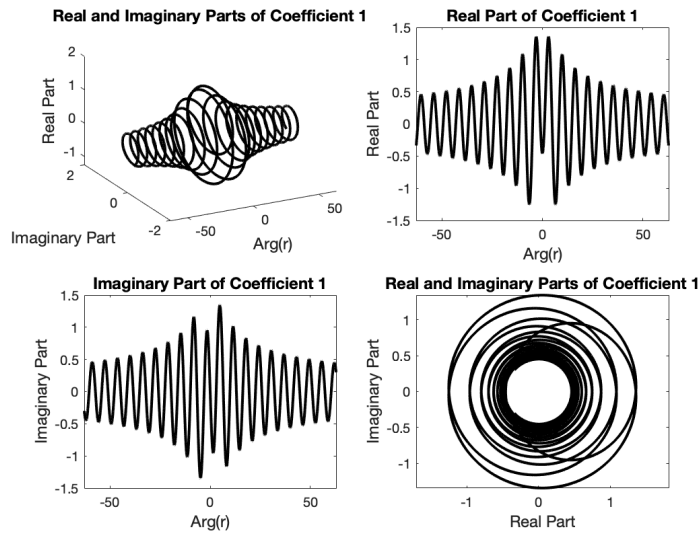 Real and Imaginary Parts of Coefficient 1
2
1
0
-1
Real Part
2
0
-2
Imaginary Part
-50
0
50
Arg(r)
Real Part of Coefficient 1
1.5
1
0.5
0
-0.5
-1
-1.5
Real Part
-50
0
50
Arg(r)
Imaginary Part of Coefficient 1
1.5
1
0.5
0
-0.5
-1
-1.5
Imaginary Part
-50
0
50
Arg(r)
Real and Imaginary Parts of Coefficient 1
1
0.5
0
-0.5
-1
Imaginary Part
-1
0
1
Real Part